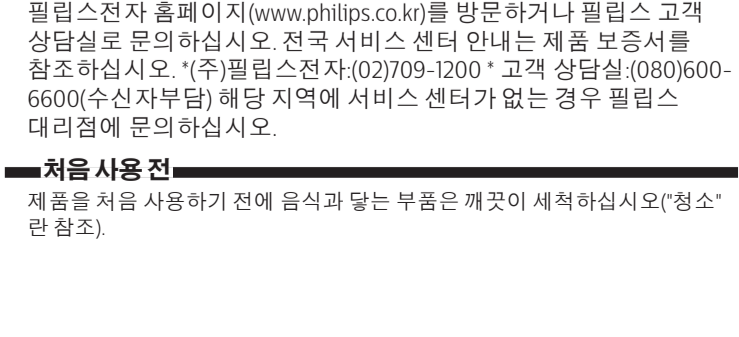 필립스전자 홈페이지(www.philips.co.kr)를 방문하거나 필립스 고객
상담실로 문의하십시오. 전국 서비스 센터 안내는 제품 보증서를
참조하십시오. *(주)필립스전자:(02)709-1200 * 고객 상담실:(080)600-
6600(수신자부담) 해당 지역에 서비스 센터가 없는 경우 필립스
대리점에 문의하십시오.
처음 사용 전
제품을 처음 사용하기 전에 음식과 닿는 부품은 깨끗이 세척하십시오("청소"
란 참조).